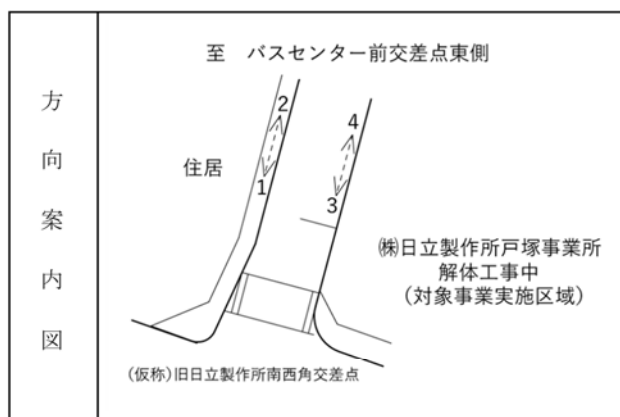 方向案内図
至　バスセンター前交差点東側
2
4
住居
1
3
㈱日立製作所戸塚事業所
解体工事中
(対象事業実施区域)
(仮称)旧日立製作所南西角交差点